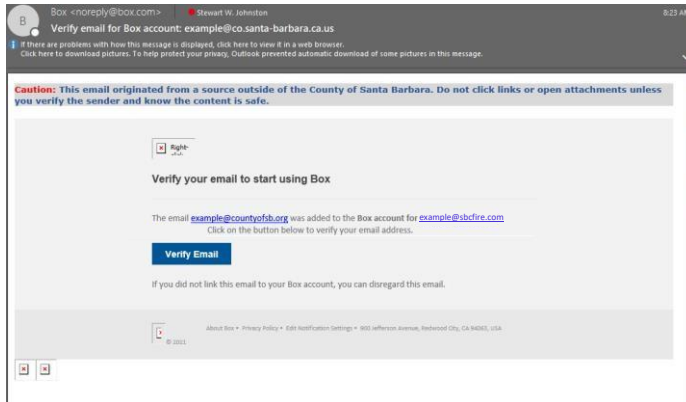 B
Box <noreply@box.com> Stewart W. Johnston 8:23 AM
Verify email for Box account: example@co.santa-barbara.ca.us
If there are problems with how this message is displayed, click here to view it in a web browser.
Click here to download pictures. To help protect your privacy, Outlook prevented automatic download of some pictures in this message.
Caution: This email originated from a source outside of the County of Santa Barbara. Do not click links or open attachments unless
you verify the sender and know the content is safe.
Right-
Verify your email to start using Box
The email example@countyofsb.org was added to the Box account for example@sbcfire.com
Click on the button below to verify your email address.
Verify Email
If you did not link this email to your Box account, you can disregard this email.
About Box • Privacy Policy • Edit Notification Settings • 900 Jefferson Avenue, Redwood City, CA 94063, USA
© 2021